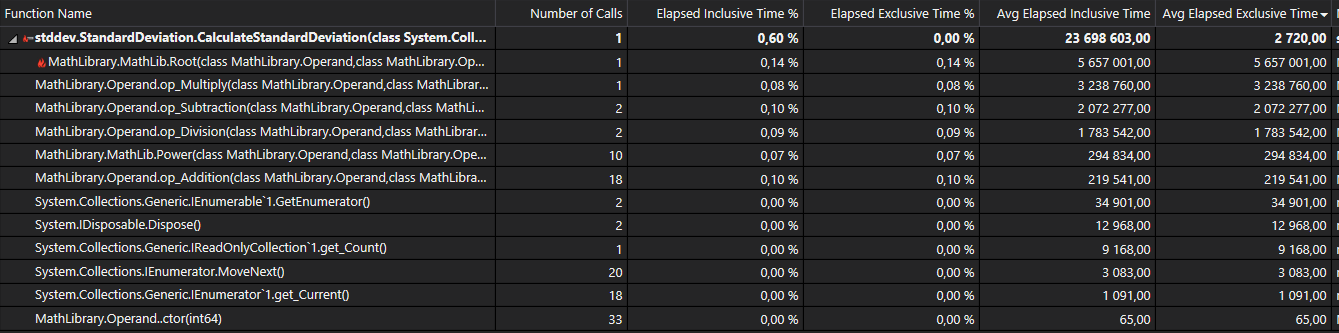 Function Name Number of Calls Elapsed Inclusive Time % Elapsed Exclusive Time % Avg Elapsed Inclusive Time Avg Elapsed Exclusive Time
stddev.StandardDeviation.CalculateStandardDeviation(class System.Coll... 1 0,60 % 0,00 % 23 698 603,00 2 720,00
MathLibrary.MathLib.Root(class MathLibrary.Operand,class MathLibrary.Op... 1 0,14 % 0,14 % 5 657 001,00 5 657 001,00
MathLibrary.Operand.op_Multiply(class MathLibrary.Operand,class MathLibrar... 1 0,08 % 0,08 % 3 238 760,00 3 238 760,00
MathLibrary.Operand.op_Subtraction(class MathLibrary.Operand,class MathLi... 2 0,10 % 0,10 % 2 072 277,00 2 072 277,00
MathLibrary.Operand.op_Division(class MathLibrary.Operand,class MathLibrar... 2 0,09 % 0,09 % 1 783 542,00 1 783 542,00
MathLibrary.MathLib.Power(class MathLibrary.Operand,class MathLibrary.Ope... 10 0,07 % 0,07 % 294 834,00 294 834,00
MathLibrary.Operand.op_Addition(class MathLibrary.Operand,class MathLibra... 18 0,10 % 0,10 % 219 541,00 219 541,00
System.Collections.Generic.IEnumerable`1.GetEnumerator() 2 0,00 % 0,00 % 34 901,00 34 901,00
System.IDisposable.Dispose() 2 0,00 % 0,00 % 12 968,00 12 968,00
System.Collections.Generic.IReadOnlyCollection`1.get_Count() 1 0,00 % 0,00 % 9 168,00 9 168,00
System.Collections.IEnumerator.MoveNext() 20 0,00 % 0,00 % 3 083,00 3 083,00
System.Collections.Generic.IEnumerator`1.get_Current() 18 0,00 % 0,00 % 1 091,00 1 091,00
MathLibrary.Operand..ctor(int64) 33 0,00 % 0,00 % 65,00 65,00